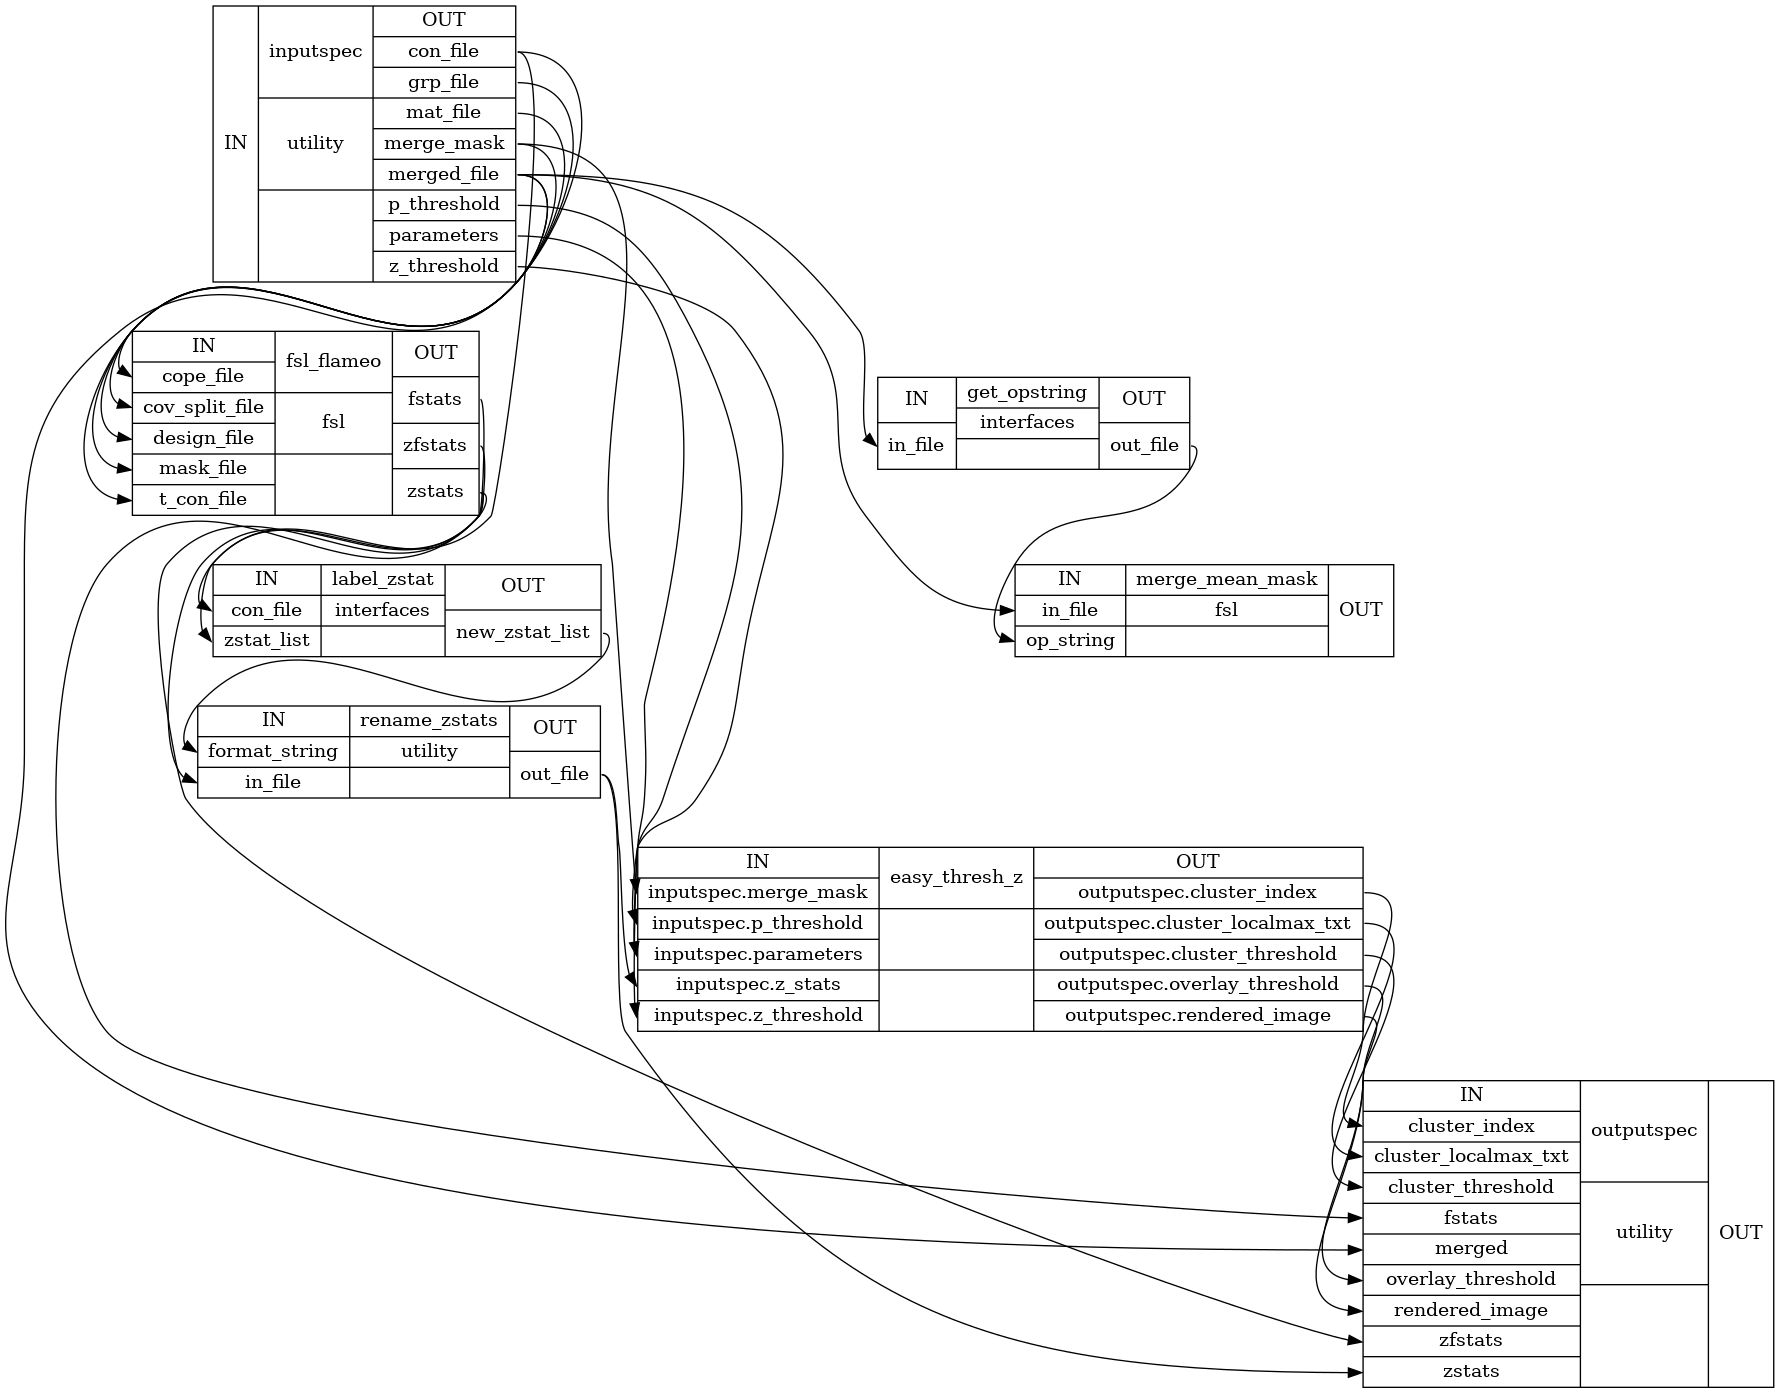 IN
inputspec
utility
OUT
con_file
grp_file
mat_file
merge_mask
merged_file
p_threshold
parameters
z_threshold
IN
cope_file
cov_split_file
design_file
mask_file
t_con_file
fsl_flameo
fsl
OUT
fstats
zfstats
zstats
IN
in_file
get_opstring
interfaces
OUT
out_file
IN
con_file
zstat_list
label_zstat
interfaces
OUT
new_zstat_list
IN
in_file
op_string
merge_mean_mask
fsl
OUT
IN
format_string
in_file
rename_zstats
utility
OUT
out_file
IN
inputspec.merge_mask
inputspec.p_threshold
inputspec.parameters
inputspec.z_stats
inputspec.z_threshold
easy_thresh_z
OUT
outputspec.cluster_index
outputspec.cluster_localmax_txt
outputspec.cluster_threshold
outputspec.overlay_threshold
outputspec.rendered_image
IN
cluster_index
cluster_localmax_txt
cluster_threshold
fstats
merged
overlay_threshold
rendered_image
zfstats
zstats
outputspec
utility
OUT